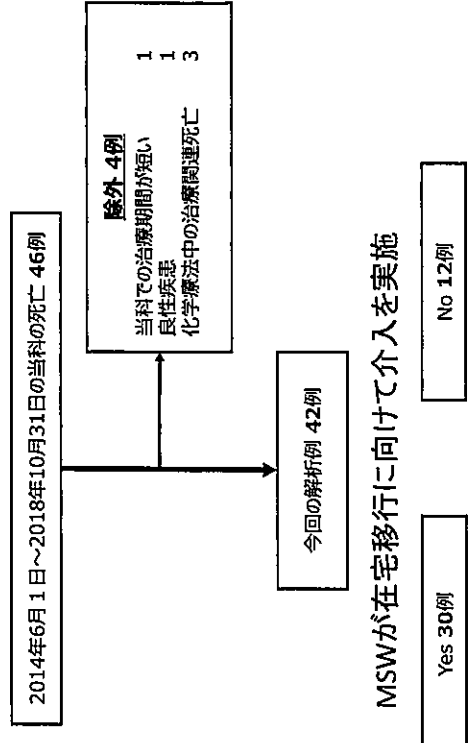 2014年6月1日～2018年10月31日の当科の死亡 46例
除外 4例
当科での治療期間が短い 1
良性疾患 1
化学療法中の治療関連死亡 3
今回の解析例 42例
MSWが在宅移行に向けて介入を実施
Yes 30例
No 12例